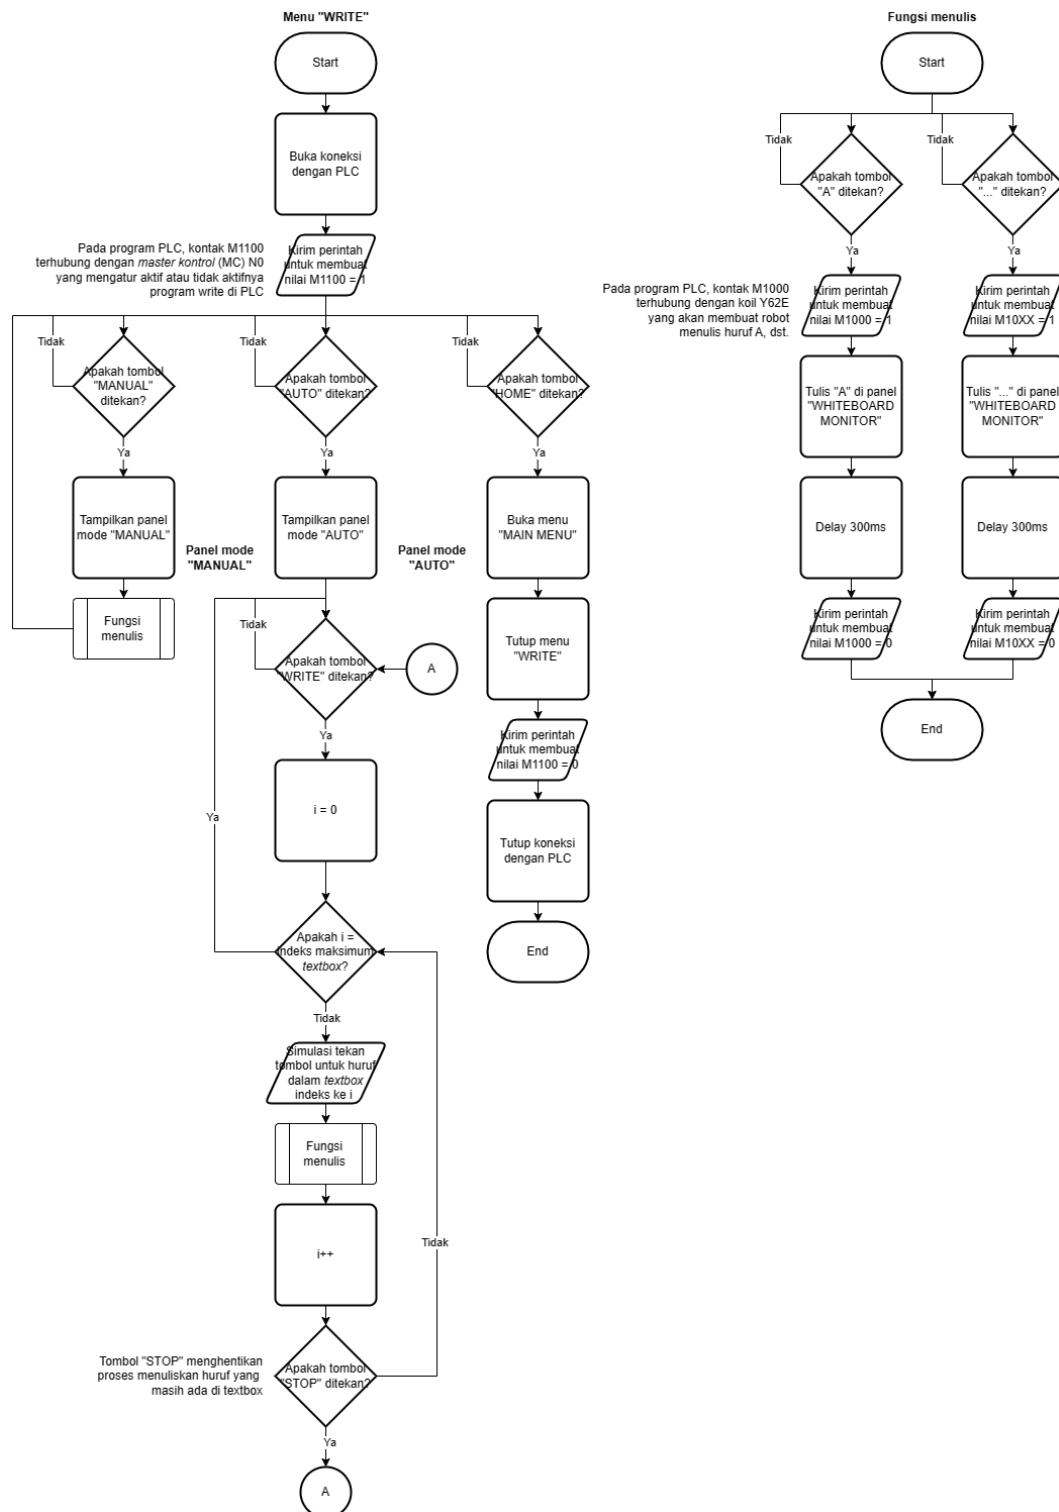 Menu "WRITE"
Start
Buka koneksi
dengan PLC
Pada program PLC, kontak M1100
terhubung dengan master kontrol (MC) N0
yang mengatur aktif atau tidak aktifnya
program write di PLC
Kirim perintah
untuk membuat
nilai M1100 = 1
Tidak
Apakah tombol
"MANUAL"
ditekan?
Ya
Tampilkan panel
mode "MANUAL"
Fungsi
menulis
Panel mode
"MANUAL"
Tidak
Apakah tombol
"AUTO" ditekan?
Ya
Tampilkan panel
mode "AUTO"
Panel mode
"AUTO"
Tidak
Apakah tombol
"WRITE" ditekan?
A
Ya
i = 0
Ya
Apakah i =
indeks maksimum
textbox?
Tidak
Simulasi tekan
tombol untuk huruf
dalam textbox
indeks ke i
Fungsi
menulis
i++
Tidak
Tombol "STOP" menghentikan
proses menuliskan huruf yang
masih ada di textbox
Apakah tombol
"STOP" ditekan?
Ya
A
Tidak
Apakah tombol
"HOME" ditekan?
Ya
Buka menu
"MAIN MENU"
Tutup menu
"WRITE"
Kirim perintah
untuk membuat
nilai M1100 = 0
Tutup koneksi
dengan PLC
End
Fungsi menulis
Start
Tidak
Apakah tombol
"A" ditekan?
Ya
Pada program PLC, kontak M1000
terhubung dengan koil Y62E
yang akan membuat robot
menulis huruf A, dst.
Kirim perintah
untuk membuat
nilai M1000 = 1
Tulis "A" di panel
"WHITEBOARD
MONITOR"
Delay 300ms
Kirim perintah
untuk membuat
nilai M1000 = 0
Tidak
Apakah tombol
"..." ditekan?
Ya
Kirim perintah
untuk membuat
nilai M10XX = 1
Tulis "..." di panel
"WHITEBOARD
MONITOR"
Delay 300ms
Kirim perintah
untuk membuat
nilai M10XX = 0
End